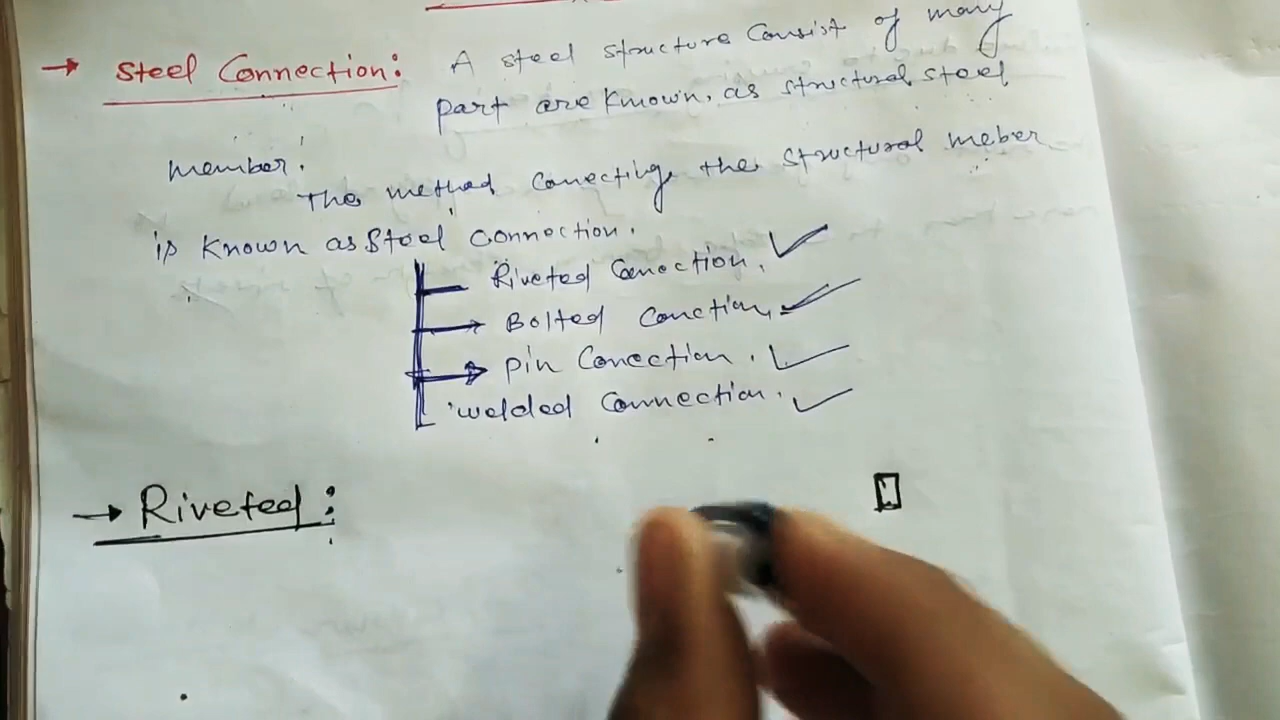 → Steel Connection: A steel structure Consist of many
part are known, as structural steel
member.
The method conecting the structural meber
is known as Steel connection.
Riveted Conection.
Bolted Conction.
Pin Conection.
welded Connection.
→ Riveted: